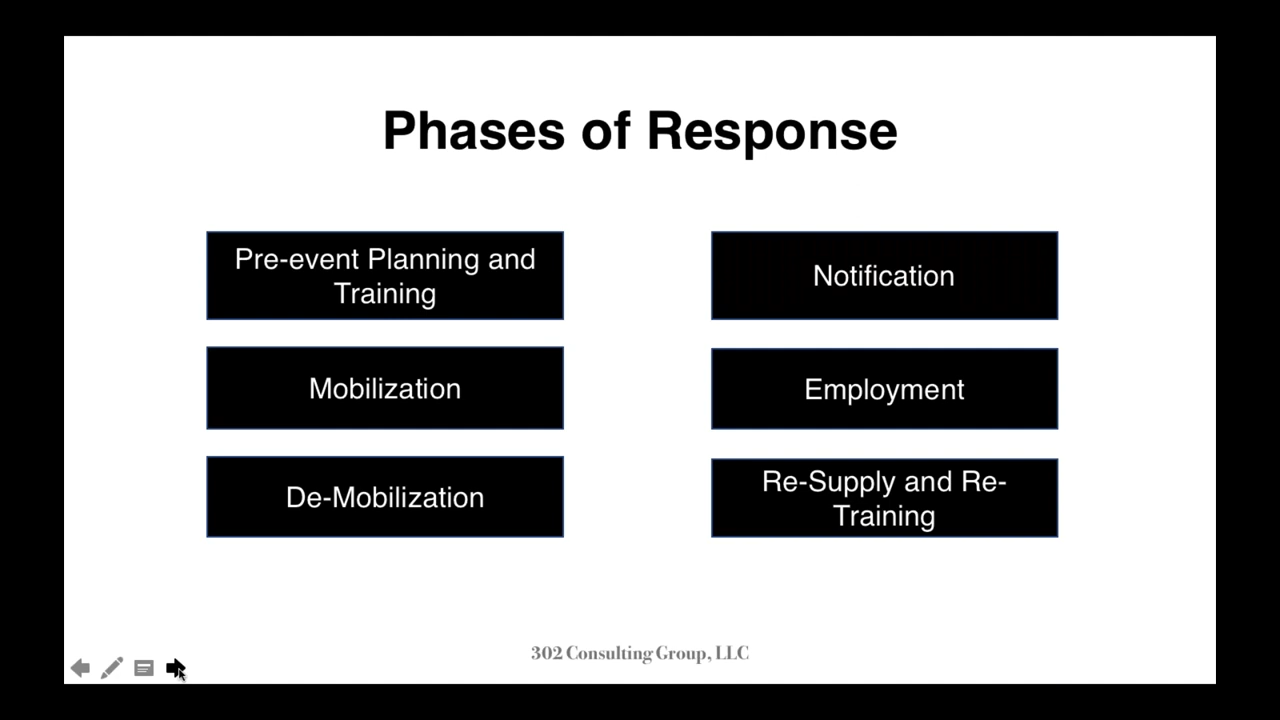 Phases of Response
Pre-event Planning and
Training
Notification
Mobilization
Employment
De-Mobilization
Re-Supply and Re-
Training
302 Consulting Group, LLC